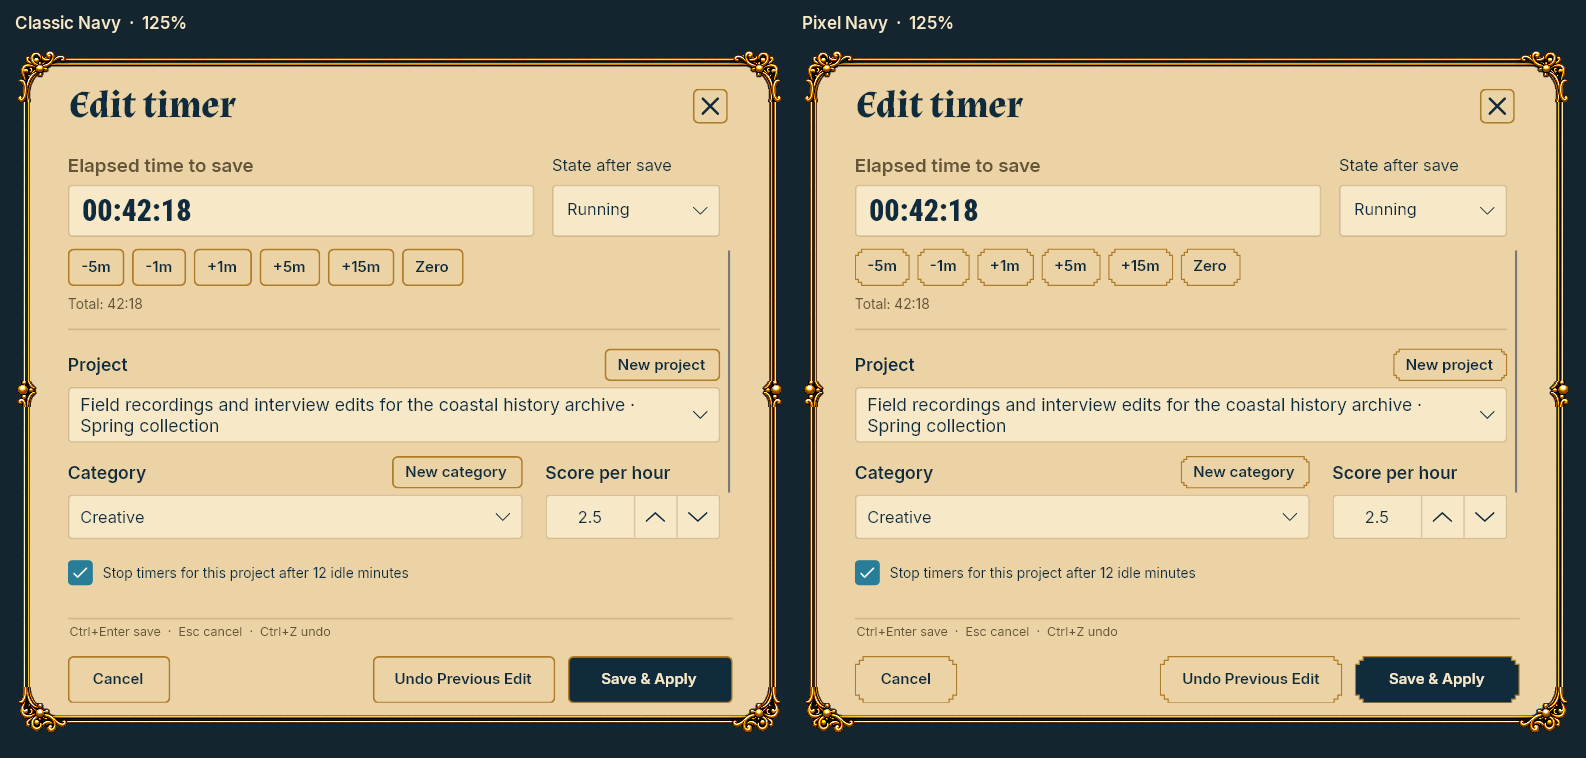 Classic Navy · 125%
Edit timer
Elapsed time to save
State after save
00:42:18
Running
-5m
-1m
+1m
+5m
+15m
Zero
Total: 42:18
Project
New project
Field recordings and interview edits for the coastal history archive ·
Spring collection
Category
New category
Score per hour
Creative
2.5
Stop timers for this project after 12 idle minutes
Ctrl+Enter save · Esc cancel · Ctrl+Z undo
Cancel
Undo Previous Edit
Save & Apply
Pixel Navy · 125%
Edit timer
Elapsed time to save
State after save
00:42:18
Running
-5m
-1m
+1m
+5m
+15m
Zero
Total: 42:18
Project
New project
Field recordings and interview edits for the coastal history archive ·
Spring collection
Category
New category
Score per hour
Creative
2.5
Stop timers for this project after 12 idle minutes
Ctrl+Enter save · Esc cancel · Ctrl+Z undo
Cancel
Undo Previous Edit
Save & Apply